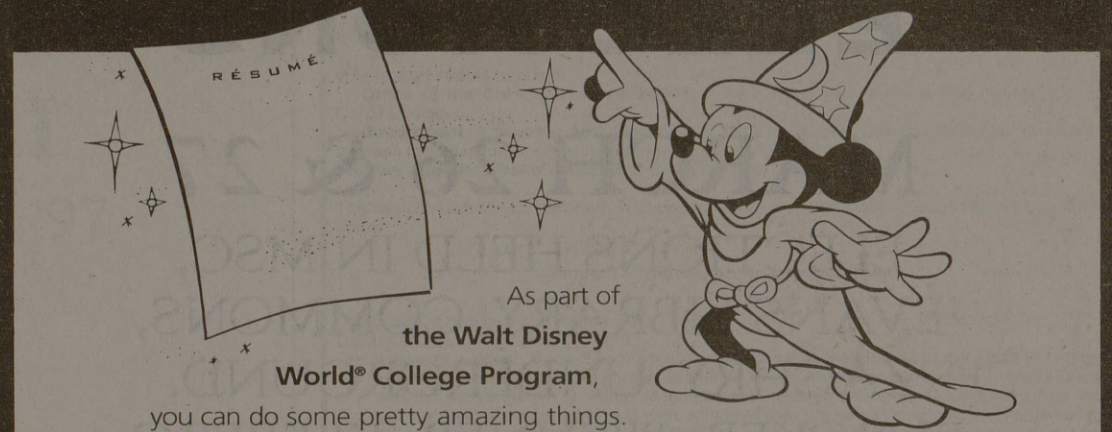 RÉSUMÉ
As part of
the Walt Disney
World® College Program,
you can do some pretty amazing things.